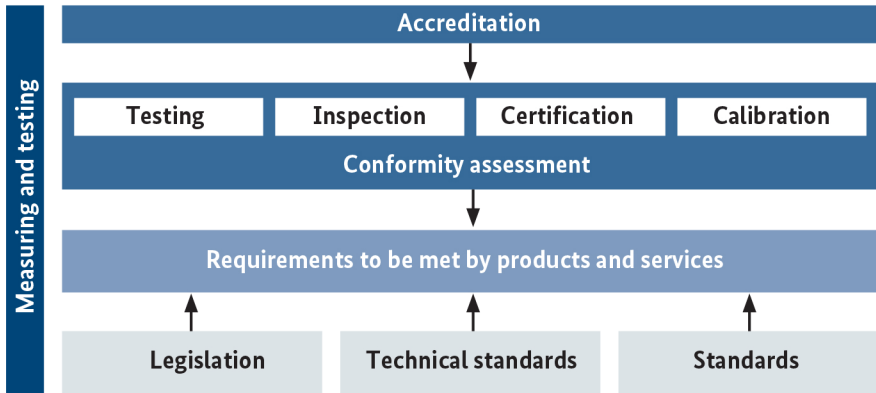 Measuring and testing
Accreditation
Testing
Inspection
Certification
Calibration
Conformity assessment
Requirements to be met by products and services
Legislation
Technical standards
Standards